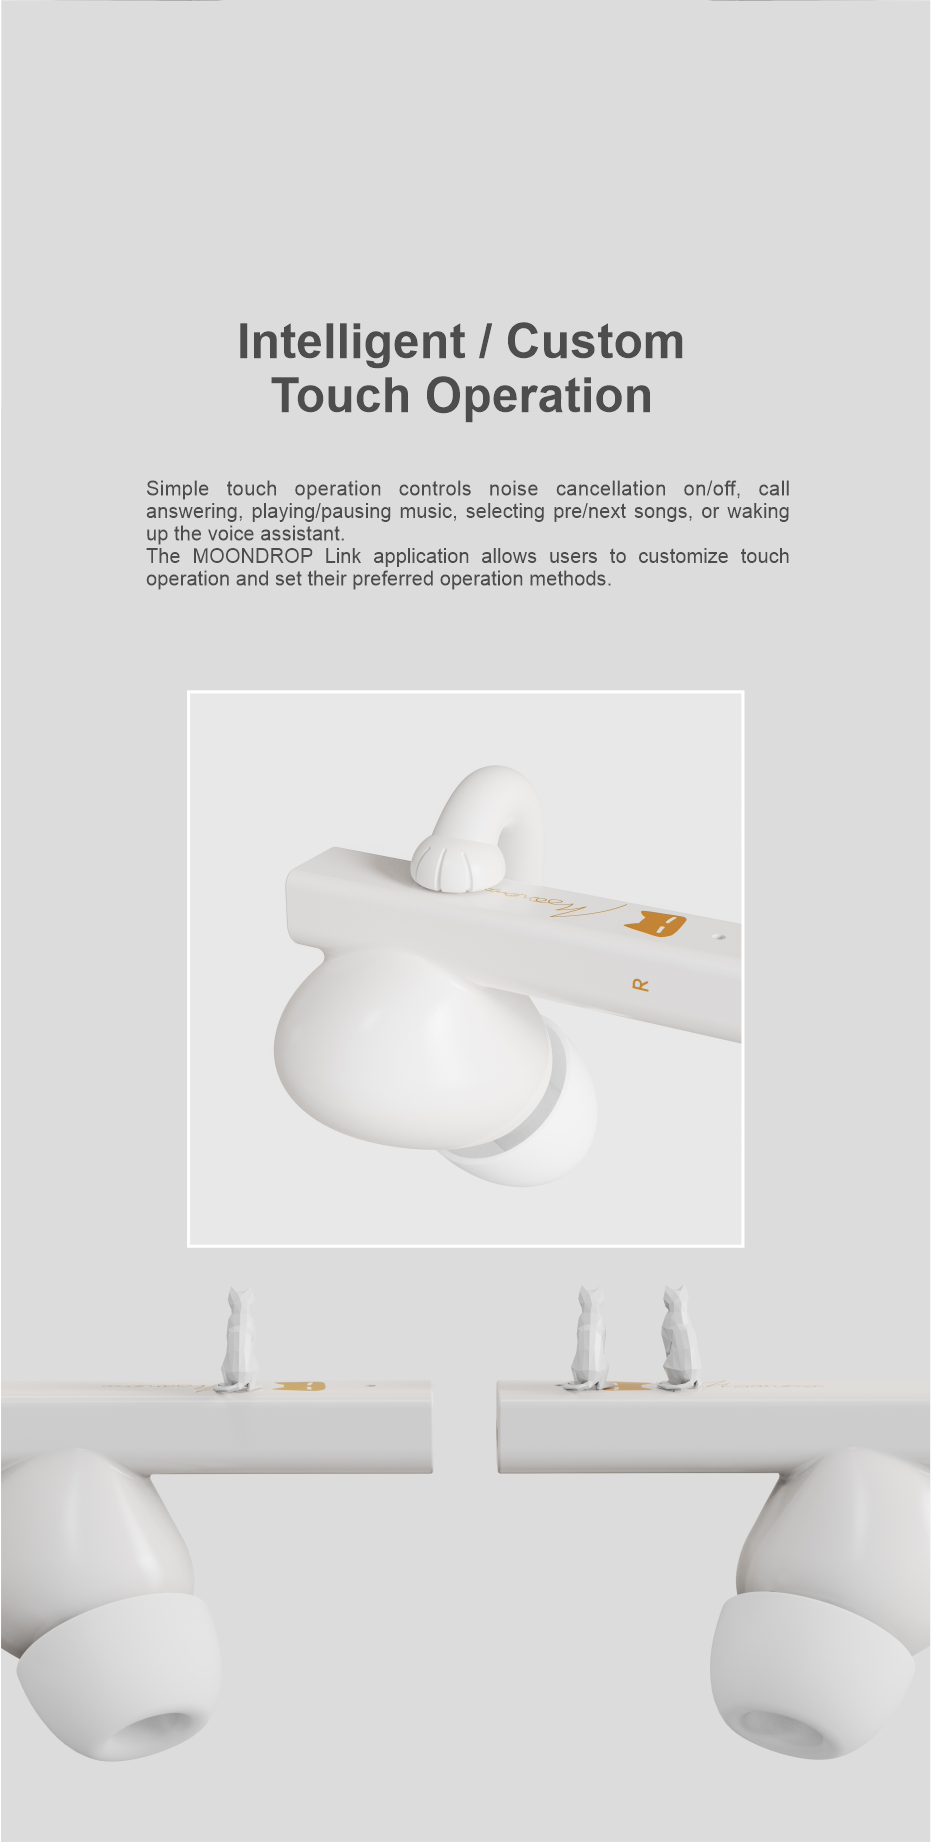 Intelligent / Custom
Touch Operation
Simple touch operation controls noise cancellation on/off, call
answering, playing/pausing music, selecting pre/next songs, or waking
up the voice assistant.
The MOONDROP Link application allows users to customize touch
operation and set their preferred operation methods.
R